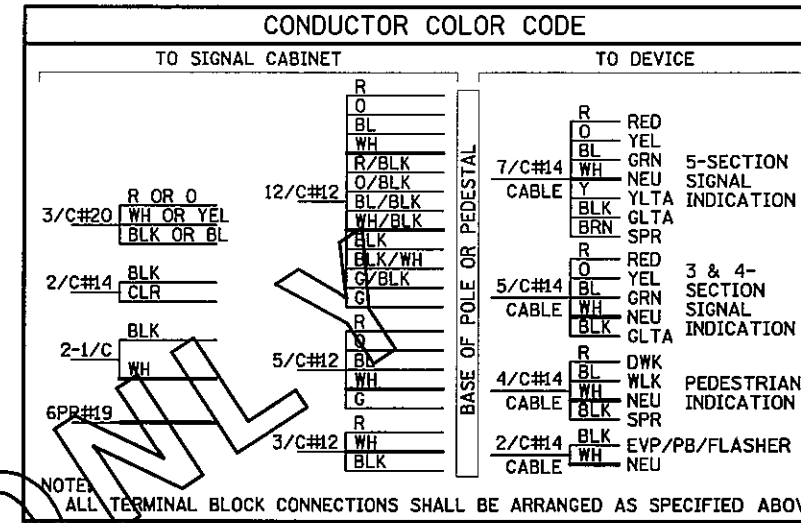 CONDUCTOR COLOR CODE
TO SIGNAL CABINET
TO DEVICE
3/C#20
R OR O
WH OR YEL
BLK OR BL
2/C#14
BLK
CLR
2-1/C
BLK
WH
6PR#19
12/C#12
R
O
BL
WH
R/BLK
O/BLK
BL/BLK
WH/BLK
BLK
BLK/WH
G/BLK
G
5/C#12
R
O
BL
WH
G
3/C#12
R
WH
BLK
BASE OF POLE OR PEDESTAL
7/C#14
CABLE
R RED
O YEL
BL GRN
WH NEU
Y YLTA
BLK GLTA
BRN SPR
5-SECTION
SIGNAL
INDICATION
5/C#14
CABLE
R RED
O YEL
BL GRN
WH NEU
BLK GLTA
3 & 4-
SECTION
SIGNAL
INDICATION
4/C#14
CABLE
R DWK
BL WLK
WH NEU
BLK SPR
PEDESTRIAN
INDICATION
2/C#14
CABLE
BLK EVP/PB/FLASHER
WH NEU
NOTE:
ALL TERMINAL BLOCK CONNECTIONS SHALL BE ARRANGED AS SPECIFIED ABOV
ONLY